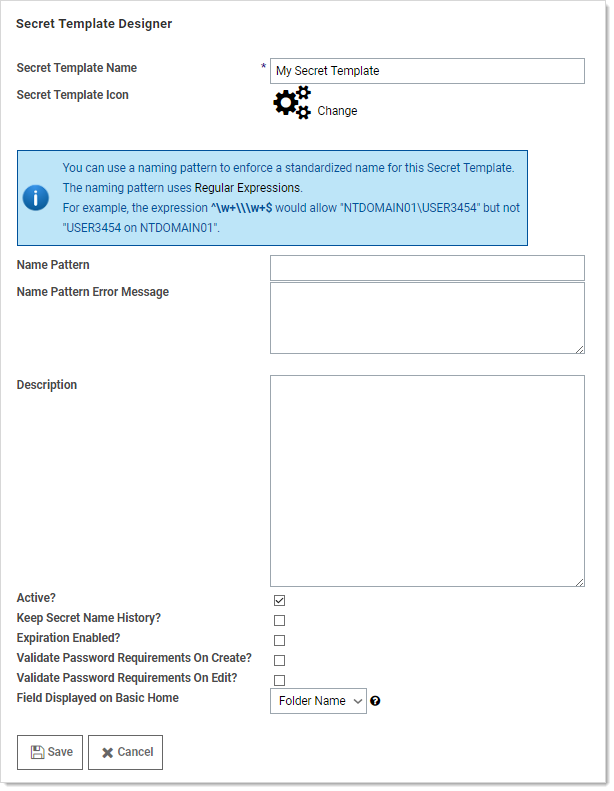 Secret Template Designer
Secret Template Name * My Secret Template
Secret Template Icon Change
You can use a naming pattern to enforce a standardized name for this Secret Template.
The naming pattern uses Regular Expressions.
For example, the expression ^\w+\\\w+$ would allow "NTDOMAIN01\USER3454" but not
"USER3454 on NTDOMAIN01".
Name Pattern
Name Pattern Error Message
Description
Active?
Keep Secret Name History?
Expiration Enabled?
Validate Password Requirements On Create?
Validate Password Requirements On Edit?
Field Displayed on Basic Home Folder Name
Save Cancel